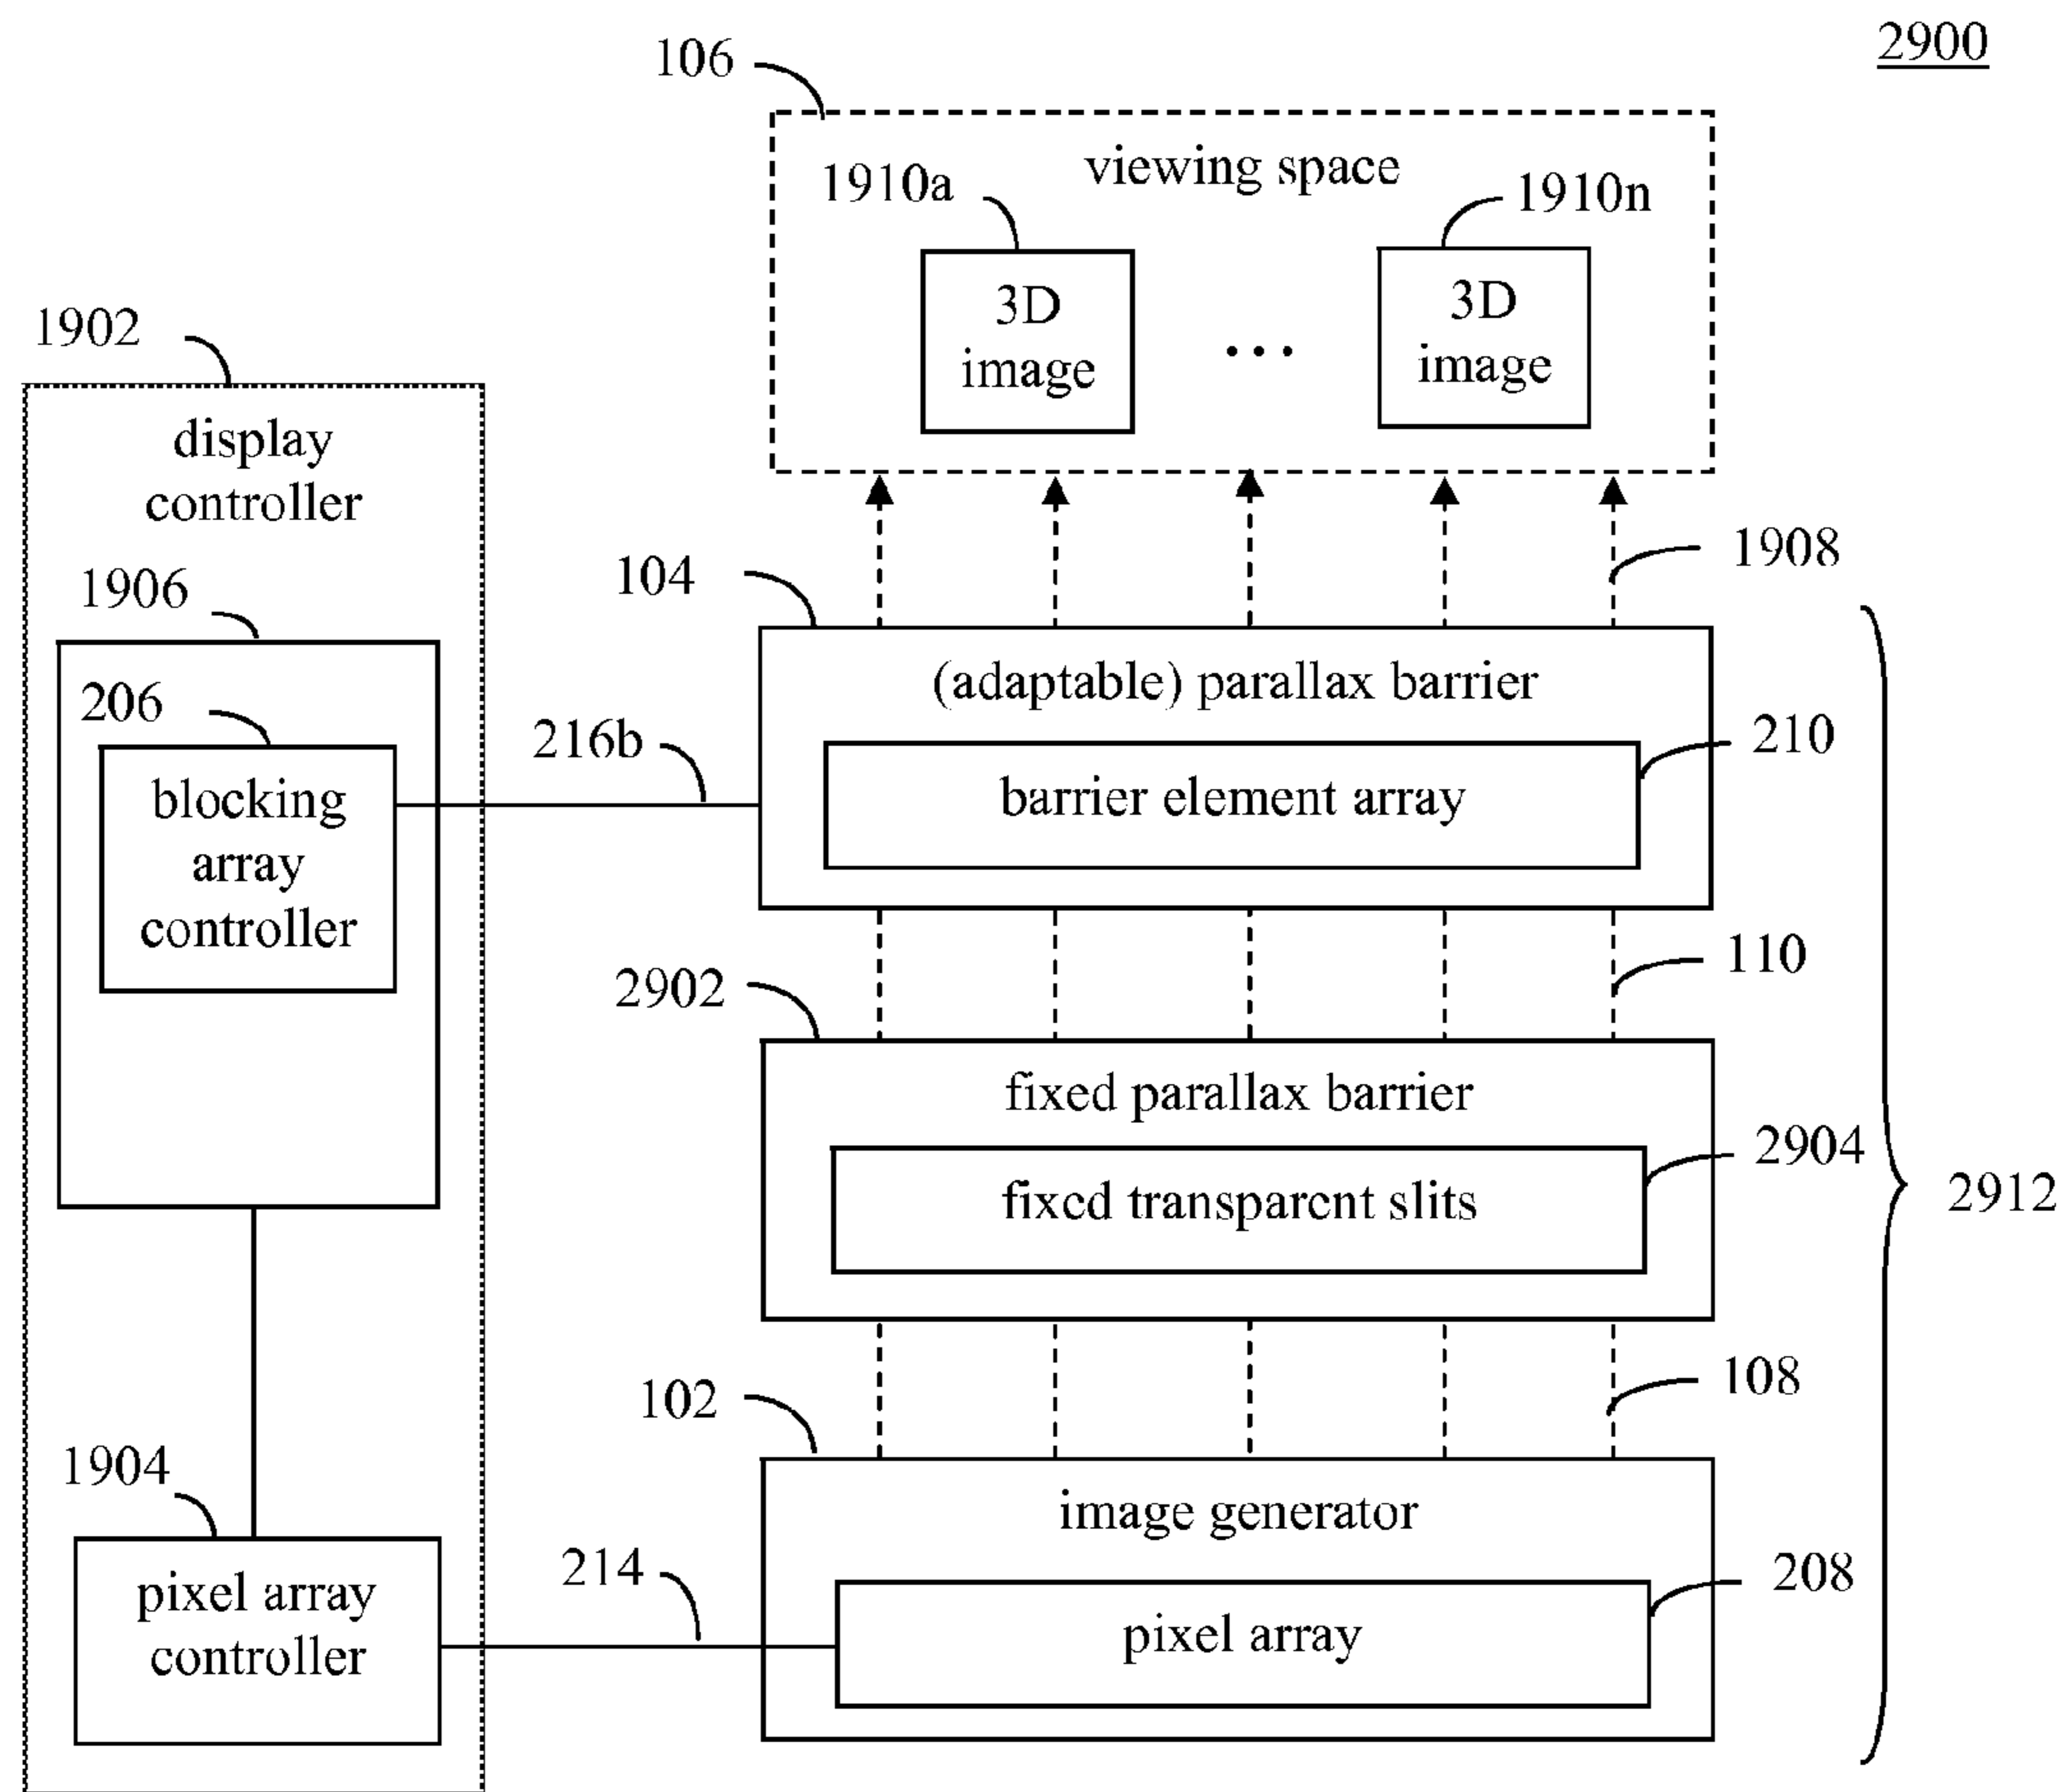 2900
106
viewing space
1910a
1910n
3D
image
...
3D
image
1902
display
controller
1908
104
1906
(adaptable) parallax barrier
206
216b
210
blocking
array
controller
barrier element array
110
2902
fixed parallax barrier
2904
fixed transparent slits
2912
108
102
1904
image generator
214
208
pixel array
controller
pixel array